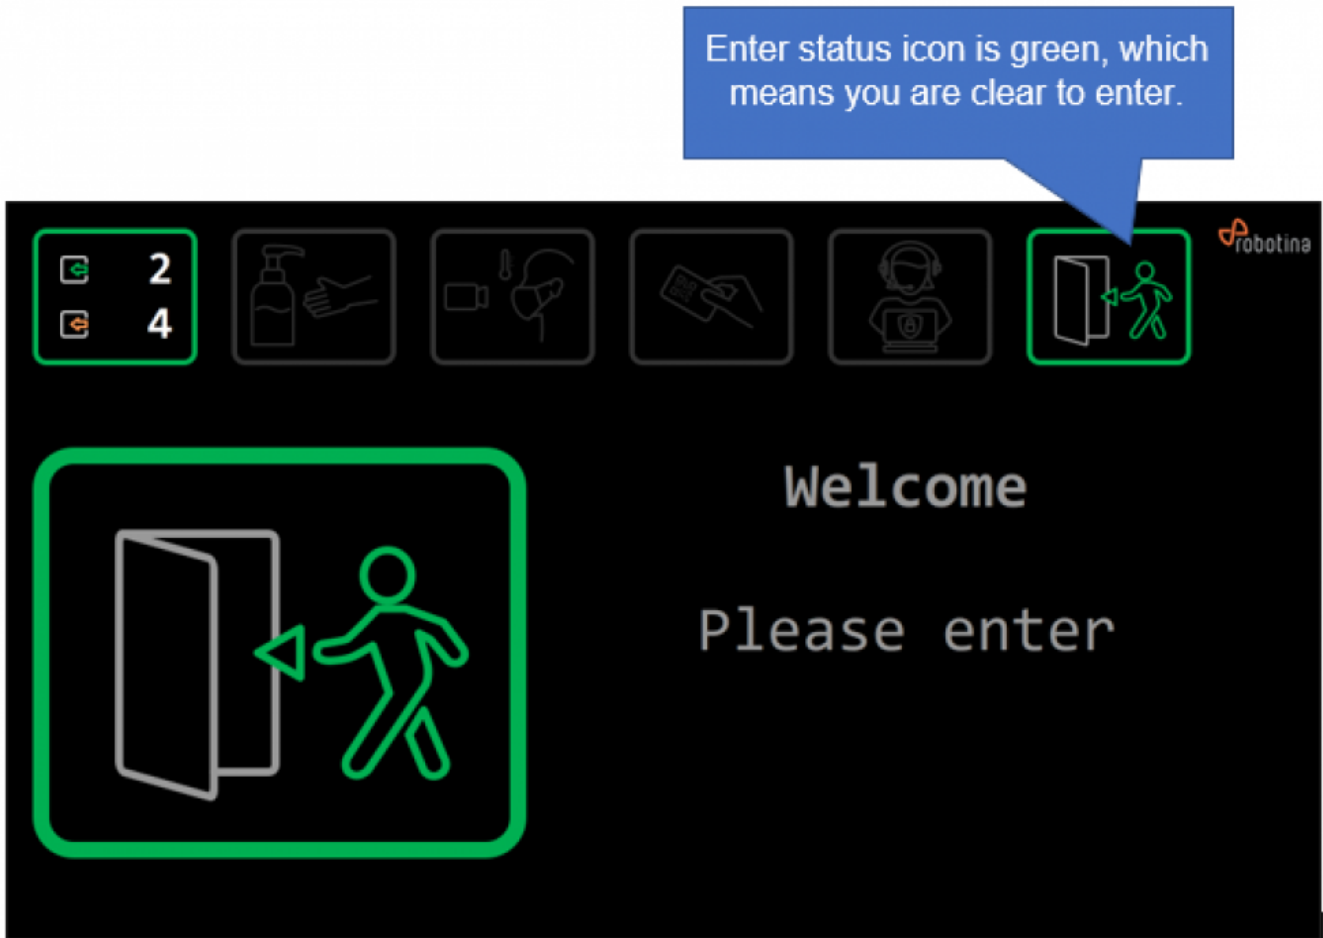 Enter status icon is green, which
means you are clear to enter.
2
4
robotina
Welcome
Please enter